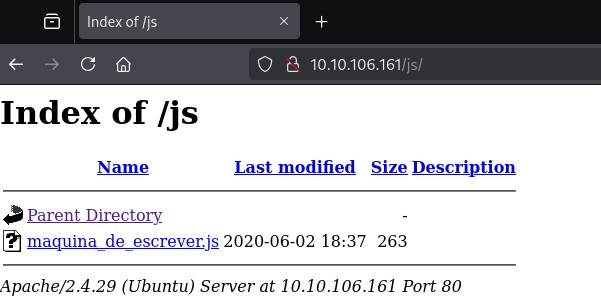 Index of /js
10.10.106.161/js/
Index of /js
Name Last modified Size Description
Parent Directory -
maquina_de_escrever.js 2020-06-02 18:37 263
Apache/2.4.29 (Ubuntu) Server at 10.10.106.161 Port 80